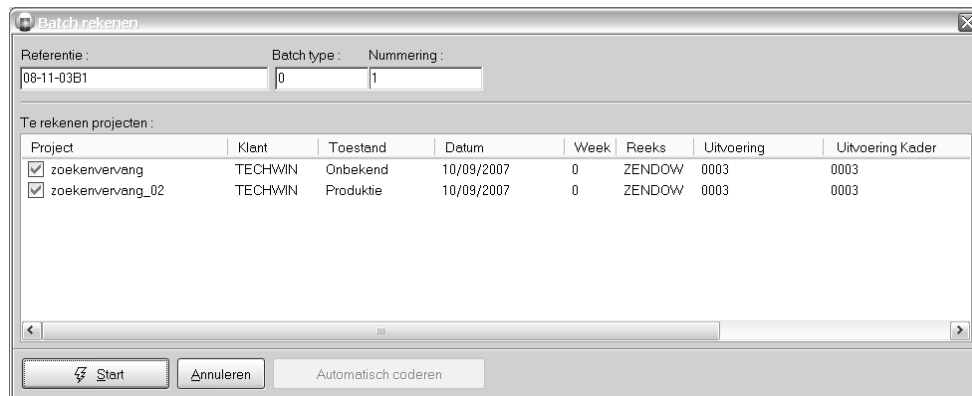 Batch rekenen
Referentie : Batch type : Nummering :
08-11-03B1 0 1
Te rekenen projecten :
Project Klant Toestand Datum Week Reeks Uitvoering Uitvoering Kader
zoekenvervang TECHWIN Onbekend 10/09/2007 0 ZENDOW 0003 0003
zoekenvervang_02 TECHWIN Produktie 10/09/2007 0 ZENDOW 0003 0003
Start Annuleren Automatisch coderen